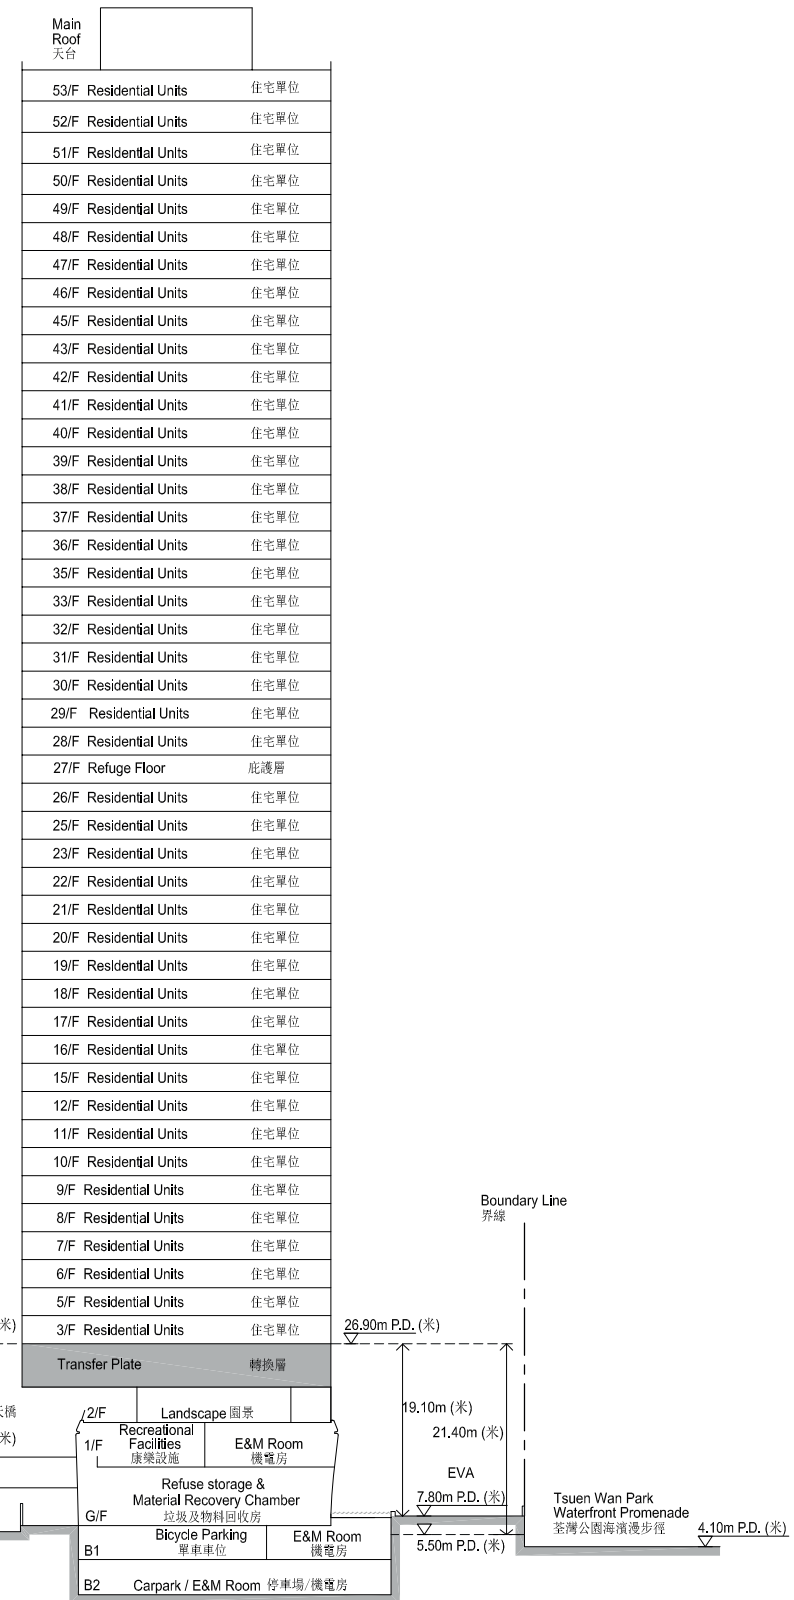 Main
Roof
天台
53/F Residential Units 住宅單位
52/F Residential Units 住宅單位
51/F Residential Units 住宅單位
50/F Residential Units 住宅單位
49/F Residential Units 住宅單位
48/F Residential Units 住宅單位
47/F Residential Units 住宅單位
46/F Residential Units 住宅單位
45/F Residential Units 住宅單位
43/F Residential Units 住宅單位
42/F Residential Units 住宅單位
41/F Residential Units 住宅單位
40/F Residential Units 住宅單位
39/F Residential Units 住宅單位
38/F Residential Units 住宅單位
37/F Residential Units 住宅單位
36/F Residential Units 住宅單位
35/F Residential Units 住宅單位
33/F Residential Units 住宅單位
32/F Residential Units 住宅單位
31/F Residential Units 住宅單位
30/F Residential Units 住宅單位
29/F Residential Units 住宅單位
28/F Residential Units 住宅單位
27/F Refuge Floor 庇護層
26/F Residential Units 住宅單位
25/F Residential Units 住宅單位
23/F Residential Units 住宅單位
22/F Residential Units 住宅單位
21/F Residential Units 住宅單位
20/F Residential Units 住宅單位
19/F Residential Units 住宅單位
18/F Residential Units 住宅單位
17/F Residential Units 住宅單位
16/F Residential Units 住宅單位
15/F Residential Units 住宅單位
12/F Residential Units 住宅單位
11/F Residential Units 住宅單位
10/F Residential Units 住宅單位
9/F Residential Units 住宅單位
8/F Residential Units 住宅單位
7/F Residential Units 住宅單位
6/F Residential Units 住宅單位
5/F Residential Units 住宅單位
3/F Residential Units 住宅單位
Transfer Plate 轉換層
2/F Landscape 園景
1/F Recreational
Facilities
康樂設施
E&M Room
機電房
G/F Refuse storage &
Material Recovery Chamber
垃圾及物料回收房
B1 Bicycle Parking
單車車位
E&M Room
機電房
B2 Carpark / E&M Room 停車場/機電房
米)
天橋
米)
Boundary Line
界線
26.90m P.D. (米)
19.10m (米)
21.40m (米)
EVA
7.80m P.D. (米)
5.50m P.D. (米)
Tsuen Wan Park
Waterfront Promenade
荃灣公園海濱漫步徑
4.10m P.D. (米)